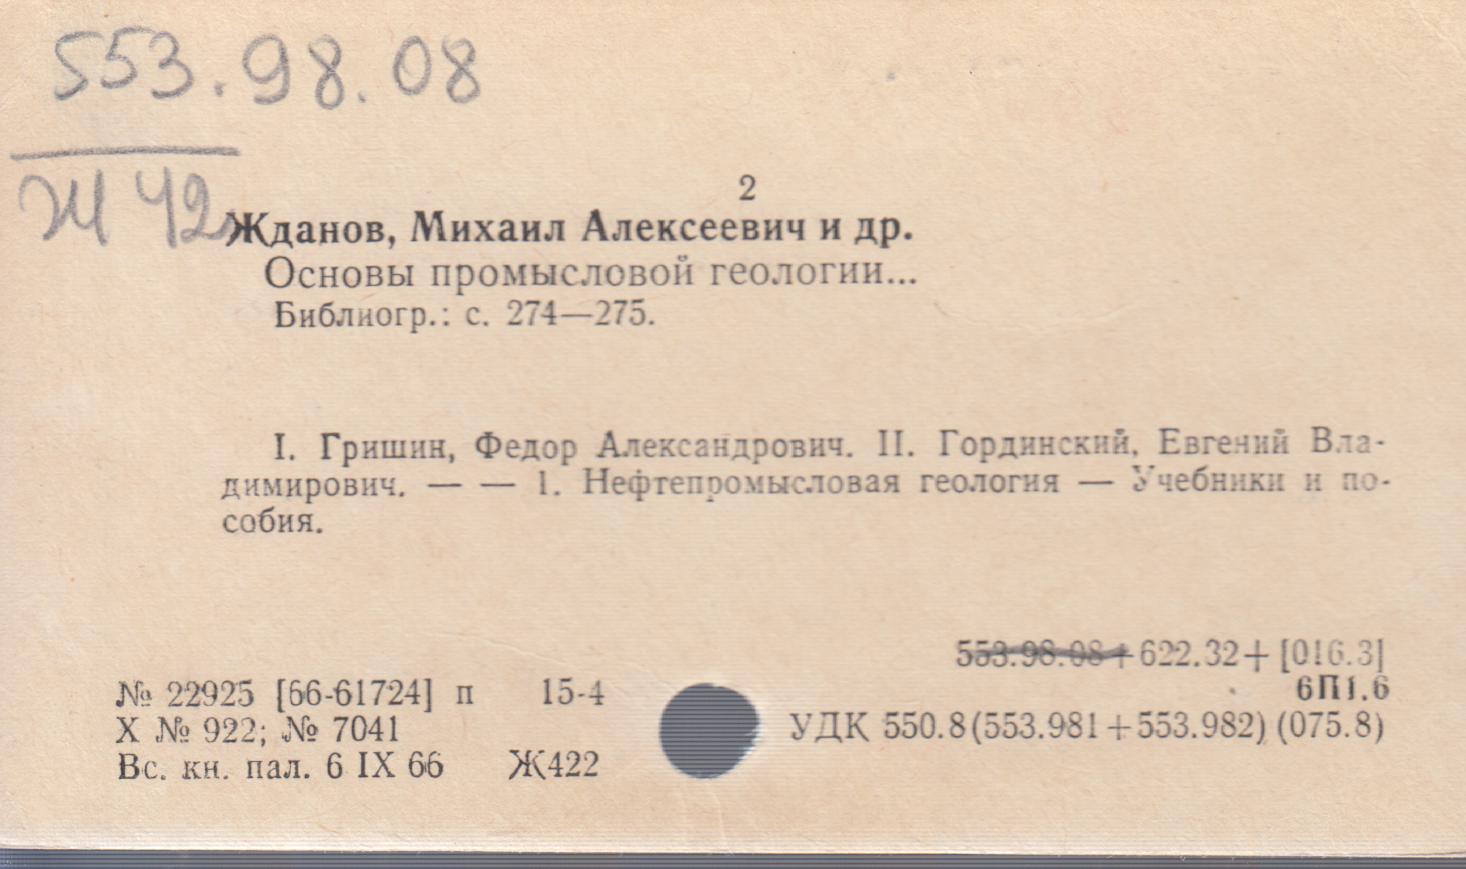 553.98.08
Ж 42
2
Жданов, Михаил Алексеевич и др.
Основы промысловой геологии...
Библиогр.: с. 274—275.
I. Гришин, Федор Александрович. II. Гординский, Евгений Вла-
димирович. — — 1. Нефтепромысловая геология — Учебники и по-
собия.
553.98.08+622.32+[016.3]
№ 22925 [66-61724] п 15-4
6П1.6
X № 922; № 7041
УДК 550.8(553.981+553.982)(075.8)
Вс. кн. пал. 6 IX 66 Ж422